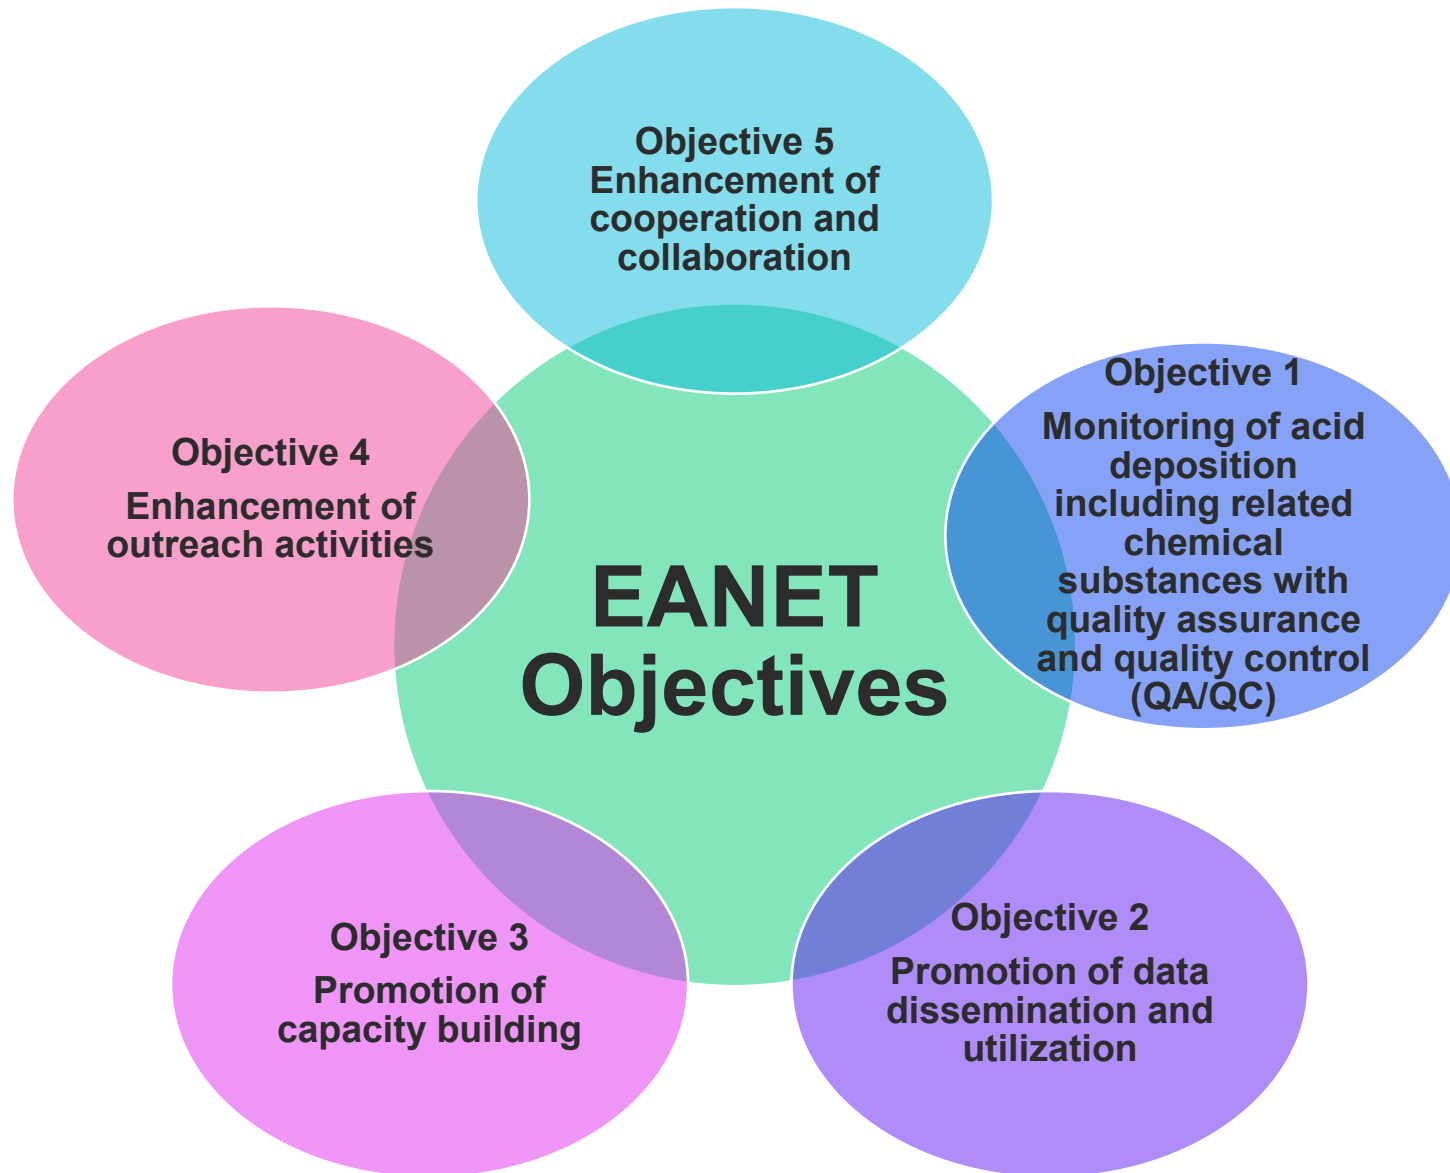 EANET
Objectives
Objective 1
Monitoring of acid
deposition
including related
chemical
substances with
quality assurance
and quality control
(QA/QC)
Objective 2
Promotion of data
dissemination and
utilization
Objective 3
Promotion of
capacity building
Objective 4
Enhancement of
outreach activities
Objective 5
Enhancement of
cooperation and
collaboration